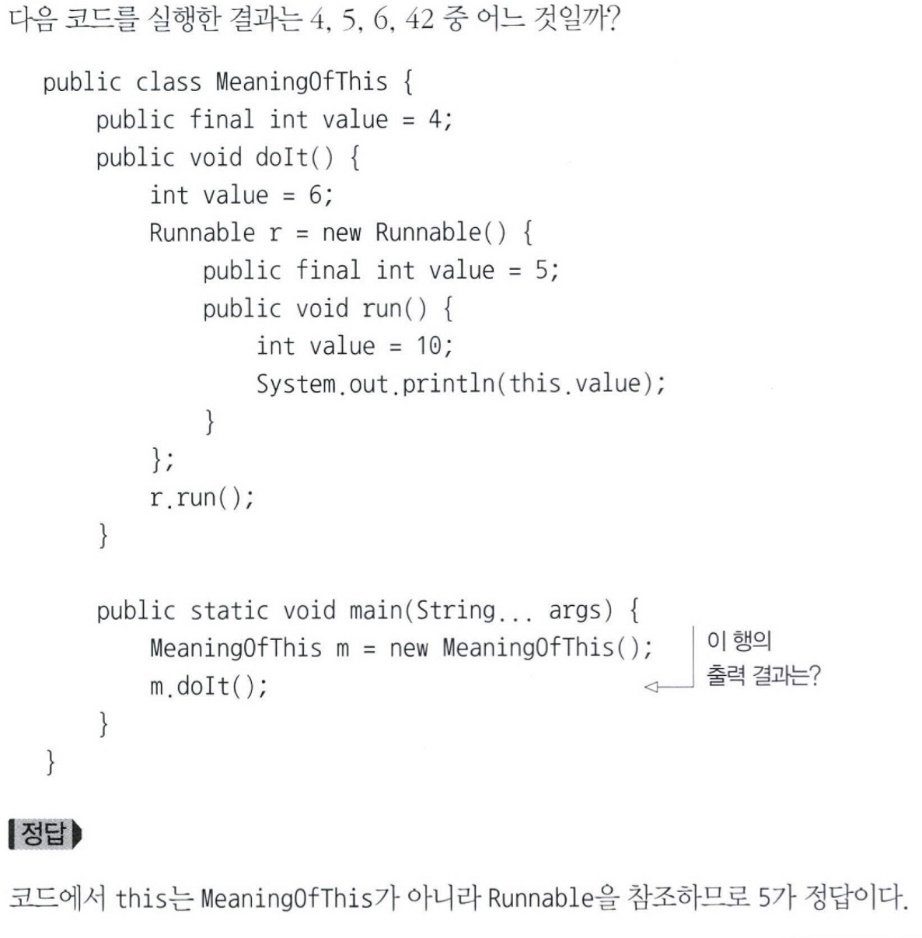 다음 코드를 실행한 결과는 4, 5, 6, 42 중 어느 것일까?
public class MeaningOfThis {
    public final int value = 4;
    public void doIt() {
        int value = 6;
        Runnable r = new Runnable() {
            public final int value = 5;
            public void run() {
                int value = 10;
                System.out.println(this.value);
            }
        };
        r.run();
    }
    public static void main(String... args) {
        MeaningOfThis m = new MeaningOfThis();
        m.doIt();
이 행의
출력 결과는?
    }
}
정답
코드에서 this는 MeaningOfThis가 아니라 Runnable을 참조하므로 5가 정답이다.